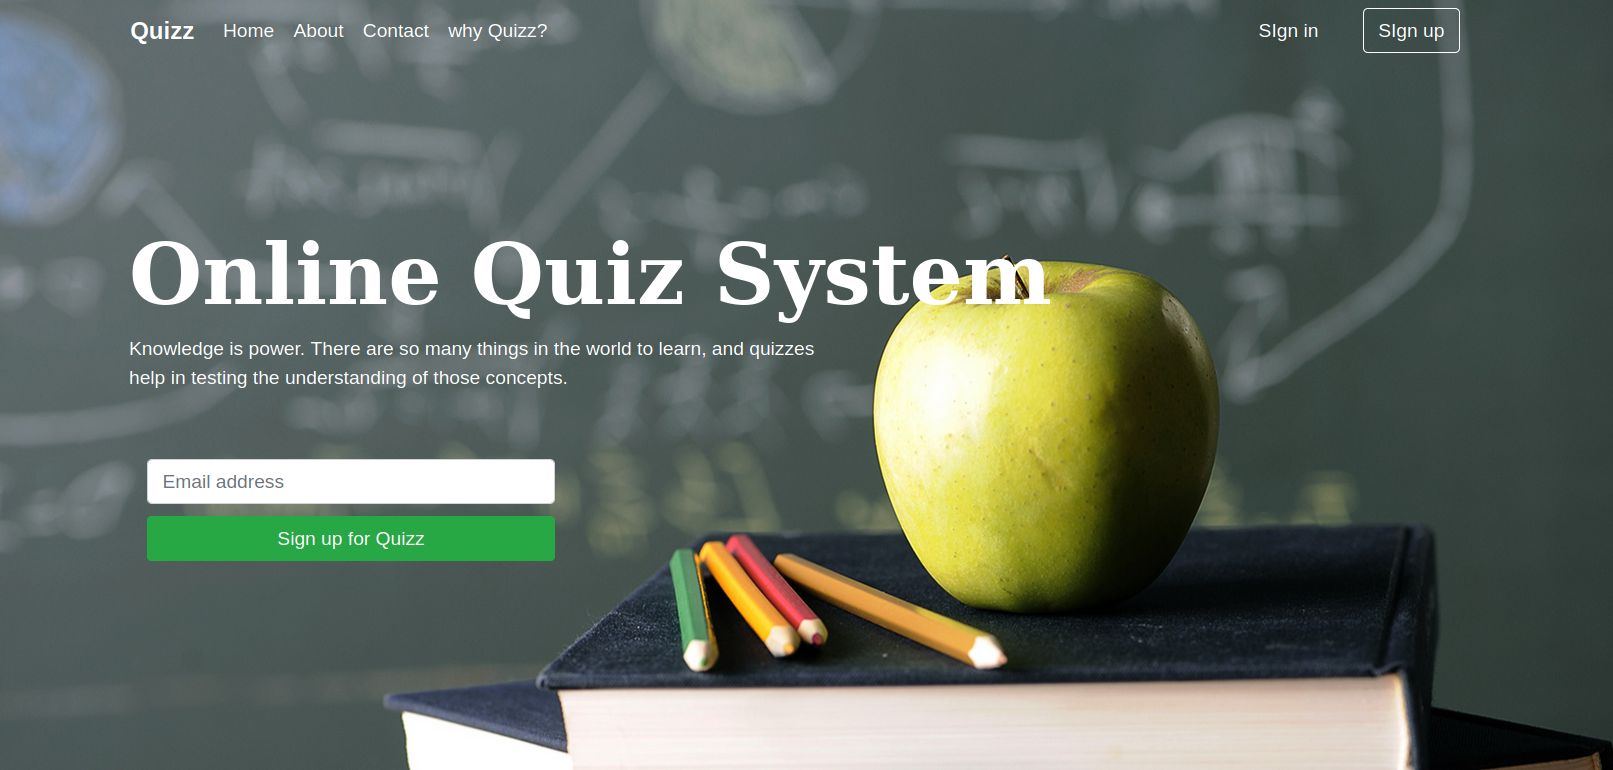 Quizz Home About Contact why Quizz? SIgn in SIgn up
Online Quiz System
Knowledge is power. There are so many things in the world to learn, and quizzes
help in testing the understanding of those concepts.
Email address
Sign up for Quizz